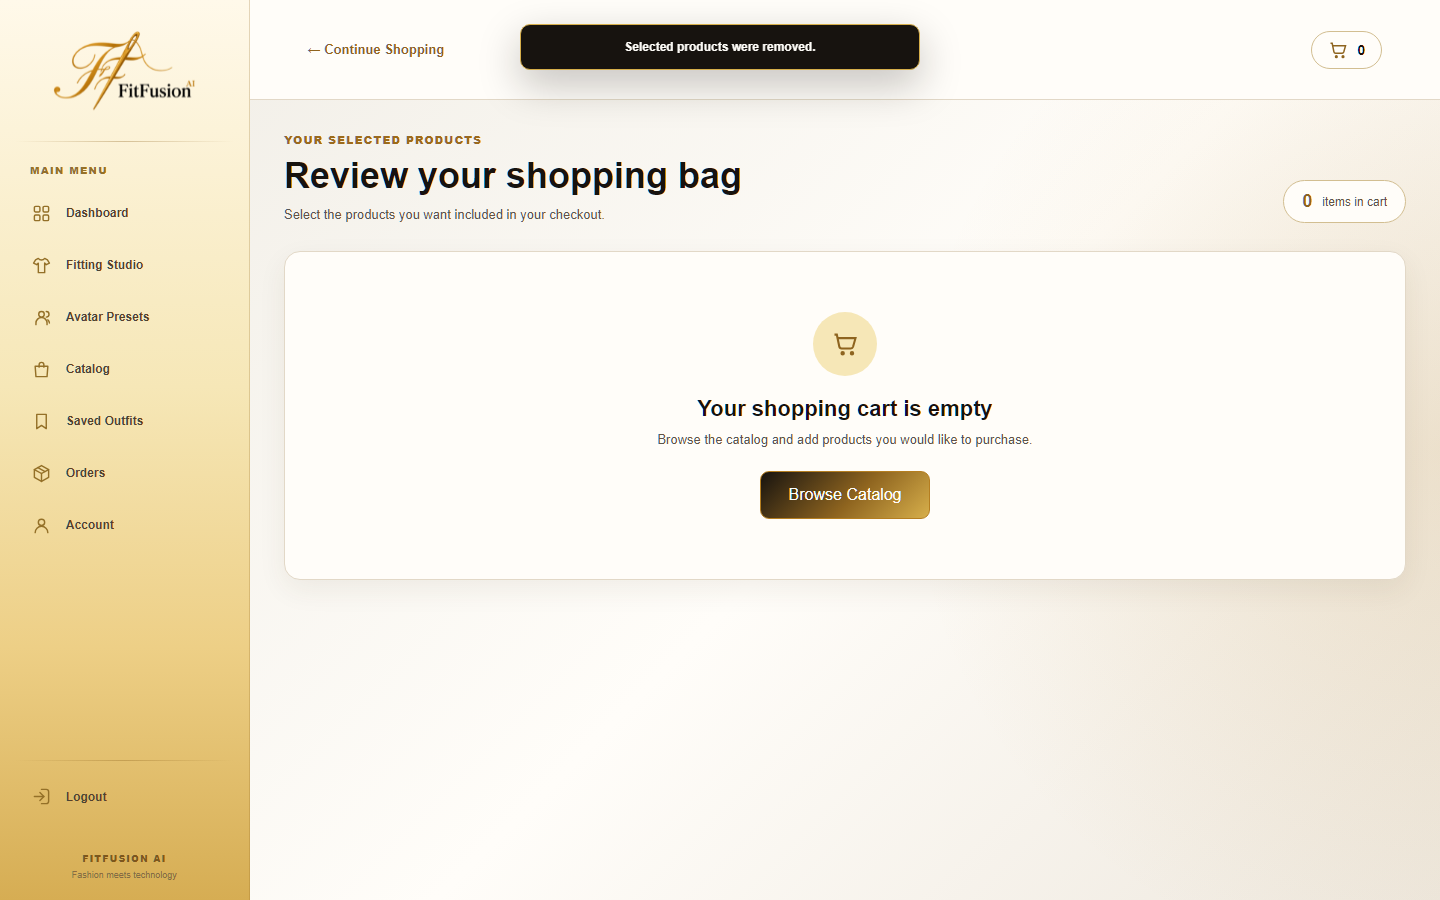 FitFusion AI
MAIN MENU
Dashboard
Fitting Studio
Avatar Presets
Catalog
Saved Outfits
Orders
Account
Logout
FITFUSION AI
Fashion meets technology
← Continue Shopping
Selected products were removed.
0
YOUR SELECTED PRODUCTS
Review your shopping bag
Select the products you want included in your checkout.
0 items in cart
Your shopping cart is empty
Browse the catalog and add products you would like to purchase.
Browse Catalog